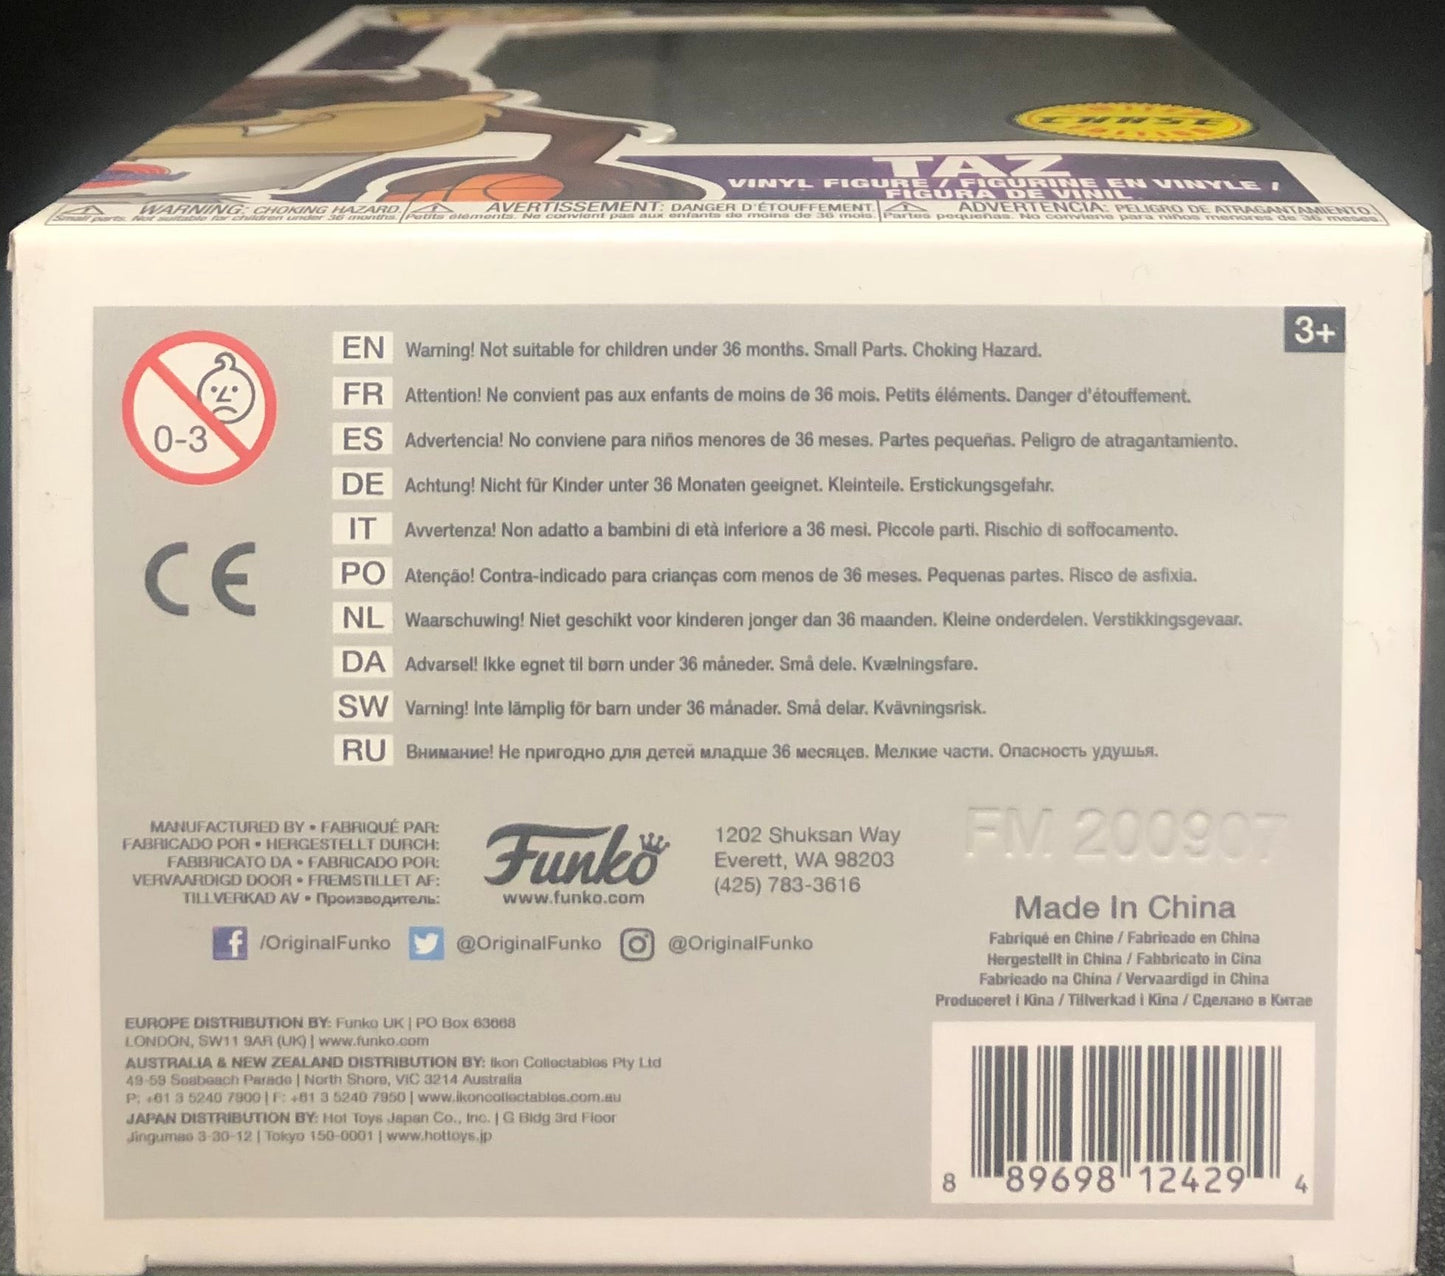 CHASE
TAZ
VINYL FIGURE / FIGURINE EN VINYLE /
FIGURA DE VINIL
WARNING: CHOKING HAZARD.
Small parts. Not suitable for children under 36 months.
AVERTISSEMENT: DANGER D'ÉTOUFFEMENT.
Petits éléments. Ne convient pas aux enfants de moins de 36 mois.
ADVERTENCIA: PELIGRO DE ATRAGANTAMIENTO.
Partes pequeñas. No conviene para niños menores de 36 meses.
3+
0-3
EN Warning! Not suitable for children under 36 months. Small Parts. Choking Hazard.
FR Attention! Ne convient pas aux enfants de moins de 36 mois. Petits éléments. Danger d'étouffement.
ES Advertencia! No conviene para niños menores de 36 meses. Partes pequeñas. Peligro de atragantamiento.
DE Achtung! Nicht für Kinder unter 36 Monaten geeignet. Kleinteile. Erstickungsgefahr.
IT Avvertenza! Non adatto a bambini di età inferiore a 36 mesi. Piccole parti. Rischio di soffocamento.
PO Atenção! Contra-indicado para crianças com menos de 36 meses. Pequenas partes. Risco de asfixia.
NL Waarschuwing! Niet geschikt voor kinderen jonger dan 36 maanden. Kleine onderdelen. Verstikkingsgevaar.
DA Advarsel! Ikke egnet til børn under 36 måneder. Små dele. Kvælningsfare.
SW Varning! Inte lämplig för barn under 36 månader. Små delar. Kvävningsrisk.
RU Внимание! Не пригодно для детей младше 36 месяцев. Мелкие части. Опасность удушья.
CE
MANUFACTURED BY • FABRIQUÉ PAR:
FABRICADO POR • HERGESTELLT DURCH:
FABBRICATO DA • FABRICADO POR:
VERVAARDIGD DOOR • FREMSTILLET AF:
TILLVERKAD AV • Производитель:
Funko
www.funko.com
1202 Shuksan Way
Everett, WA 98203
(425) 783-3616
/OriginalFunko @OriginalFunko @OriginalFunko
FM 200907
Made In China
Fabriqué en Chine / Fabricado en China
Hergestellt in China / Fabbricato in Cina
Fabricado na China / Vervaardigd in China
Produceret i Kina / Tillverkad i Kina / Сделано в Китае
EUROPE DISTRIBUTION BY: Funko UK | PO Box 63668
LONDON, SW11 9AR (UK) | www.funko.com
AUSTRALIA & NEW ZEALAND DISTRIBUTION BY: Ikon Collectables Pty Ltd
49-59 Seabeach Parade | North Shore, VIC 3214 Australia
P: +61 3 5240 7900 | F: +61 3 5240 7950 | www.ikoncollectables.com.au
JAPAN DISTRIBUTION BY: Hot Toys Japan Co., Inc. | G Bldg 3rd Floor
Jingumae 3-30-12 | Tokyo 150-0001 | www.hottoys.jp
8 89698 12429 4